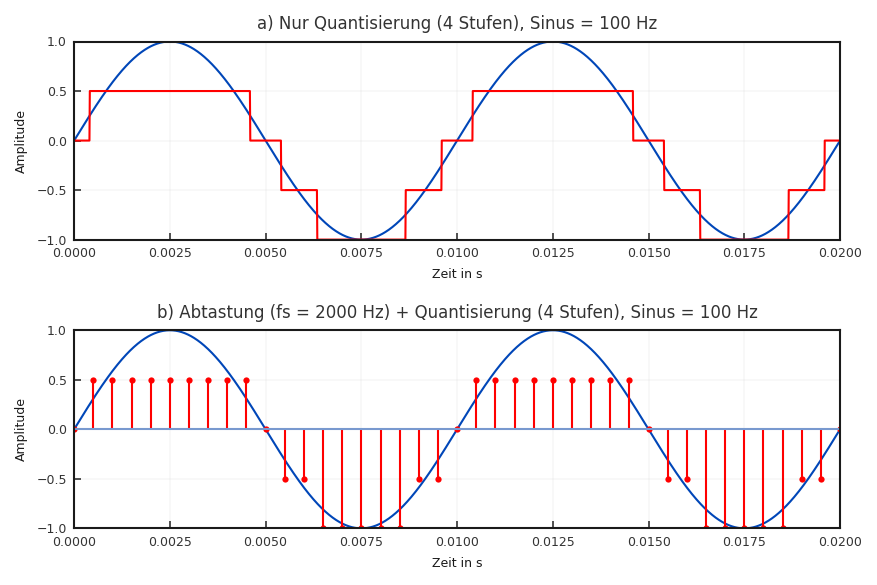 a) Nur Quantisierung (4 Stufen), Sinus = 100 Hz
1.0
0.5
0.0
−0.5
−1.0
Amplitude
0.0000 0.0025 0.0050 0.0075 0.0100 0.0125 0.0150 0.0175 0.0200
Zeit in s
b) Abtastung (fs = 2000 Hz) + Quantisierung (4 Stufen), Sinus = 100 Hz
1.0
0.5
0.0
−0.5
−1.0
Amplitude
0.0000 0.0025 0.0050 0.0075 0.0100 0.0125 0.0150 0.0175 0.0200
Zeit in s